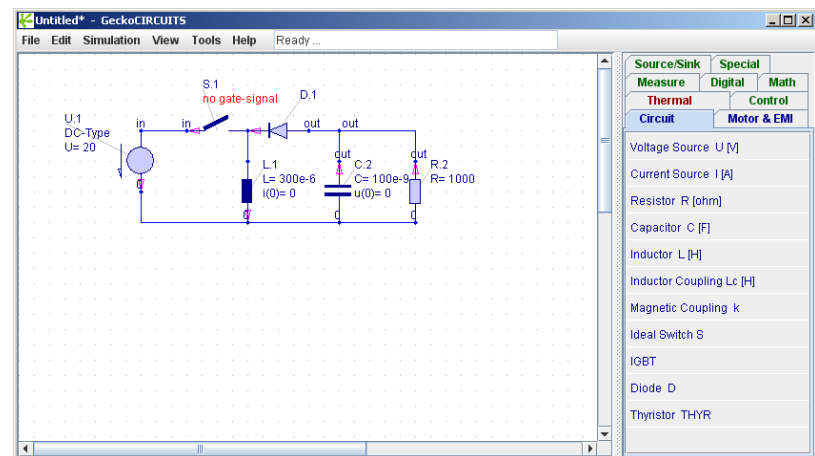 Untitled* - GeckoCIRCUITS
File Edit Simulation View Tools Help Ready ...
Source/Sink Special
Measure Digital Math
Thermal Control
Circuit Motor & EMI
Voltage Source U [V]
Current Source I [A]
Resistor R [ohm]
Capacitor C [F]
Inductor L [H]
Inductor Coupling Lc [H]
Magnetic Coupling k
Ideal Switch S
IGBT
Diode D
Thyristor THYR
S.1
no gate-signal
D.1
U.1
DC-Type
U= 20
in
in
out
out
L.1
L= 300e-6
i(0)= 0
out
C.2
C= 100e-9
u(0)= 0
out
R.2
R= 1000
0
0
0
0